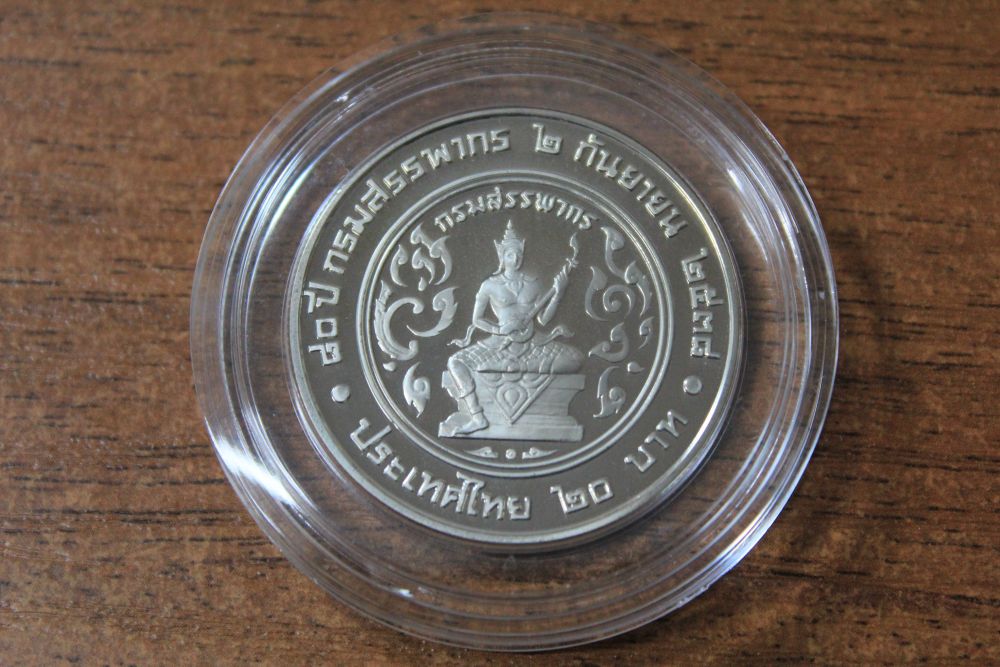 ๘๐ปี กรมสรรพากร ๒ กันยายน ๒๕๓๘
กรมสรรพากร
ประเทศไทย ๒๐ บาท